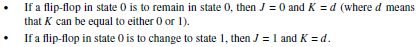 • If a flip-flop in state 0 is to remain in state 0, then J = 0 and K = d (where d means
that K can be equal to either 0 or 1).
• If a flip-flop in state 0 is to change to state 1, then J = 1 and K = d.